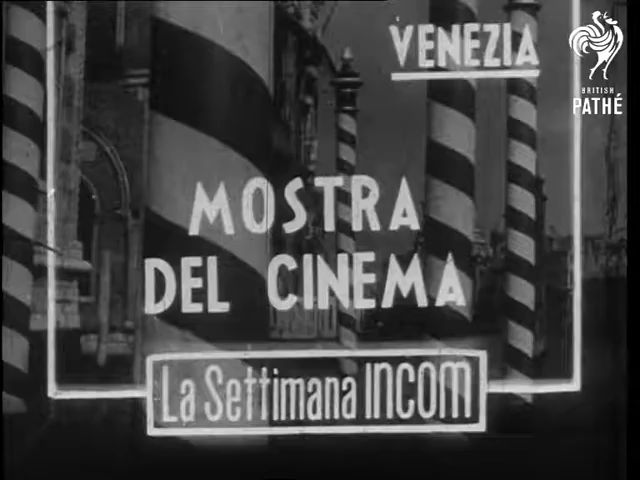 VENEZIA
BRITISH
PATHÉ
MOSTRA
DEL CINEMA
La Settimana INCOM